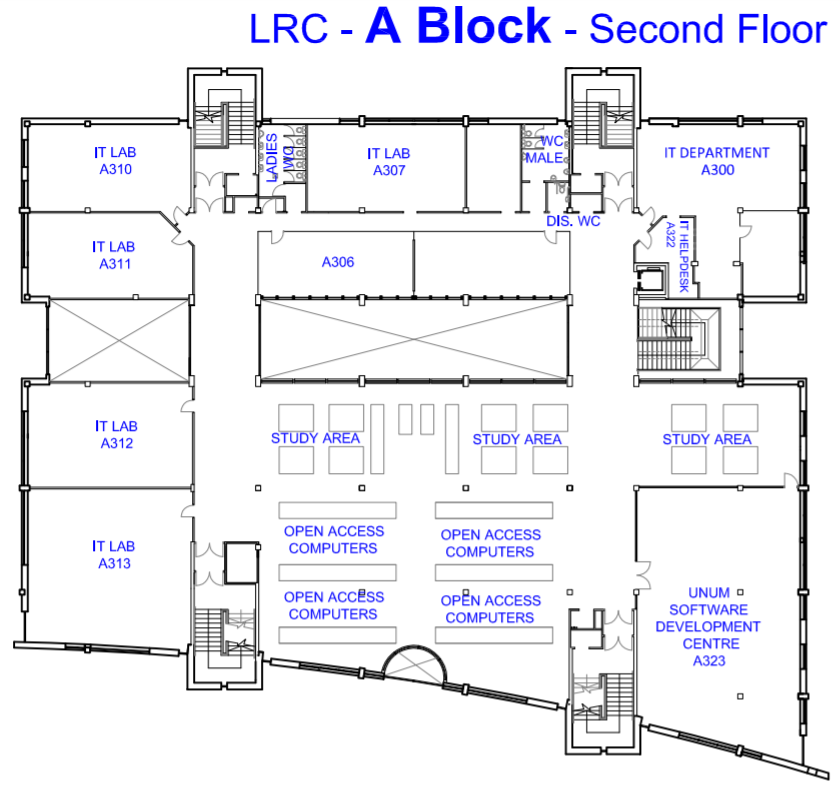 LRC - A Block - Second Floor
IT LAB
A310
LADIES
WC
IT LAB
A307
WC
MALE
IT DEPARTMENT
A300
DIS. WC
IT HELPDESK
A322
IT LAB
A311
A306
IT LAB
A312
STUDY AREA
STUDY AREA
STUDY AREA
IT LAB
A313
OPEN ACCESS
COMPUTERS
OPEN ACCESS
COMPUTERS
OPEN ACCESS
COMPUTERS
OPEN ACCESS
COMPUTERS
UNUM
SOFTWARE
DEVELOPMENT
CENTRE
A323